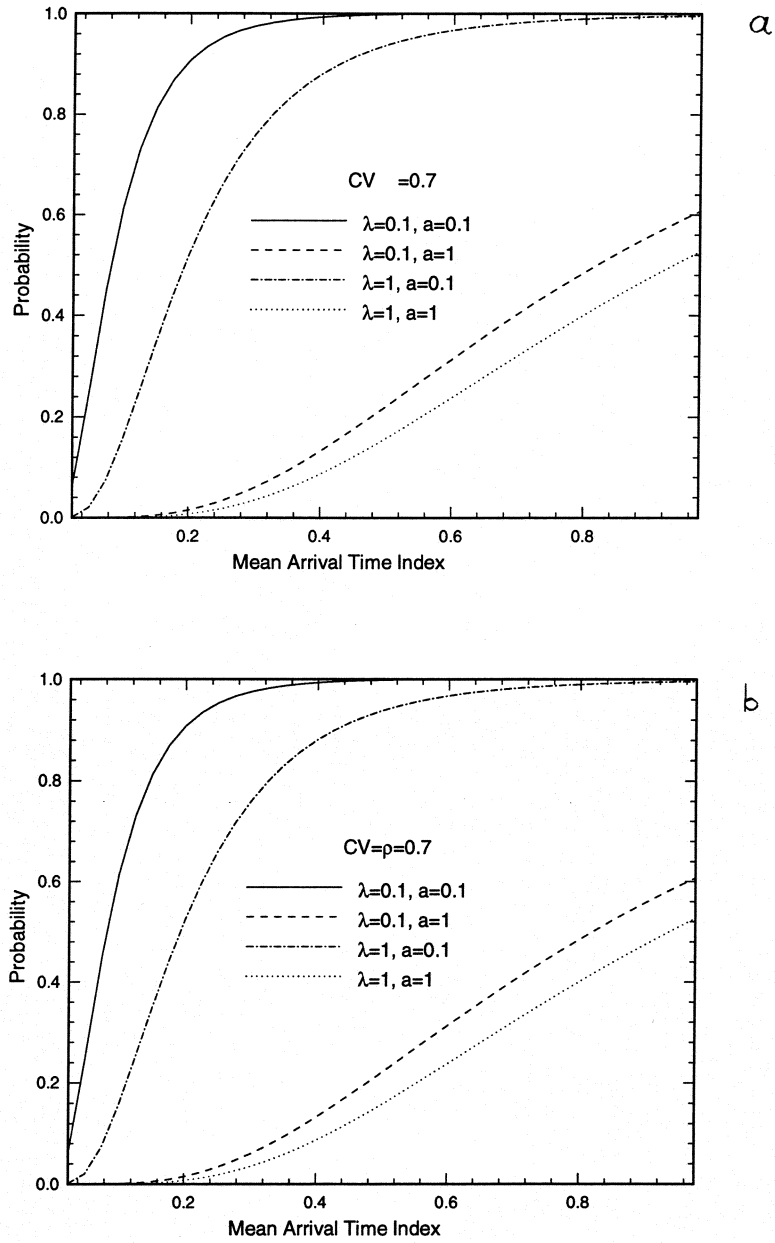 a
1.0
0.8
0.6
0.4
0.2
0.0
Probability
CV =0.7
λ=0.1, a=0.1
λ=0.1, a=1
λ=1, a=0.1
λ=1, a=1
0.2 0.4 0.6 0.8
Mean Arrival Time Index
b
1.0
0.8
0.6
0.4
0.2
0.0
Probability
CV=ρ=0.7
λ=0.1, a=0.1
λ=0.1, a=1
λ=1, a=0.1
λ=1, a=1
0.2 0.4 0.6 0.8
Mean Arrival Time Index